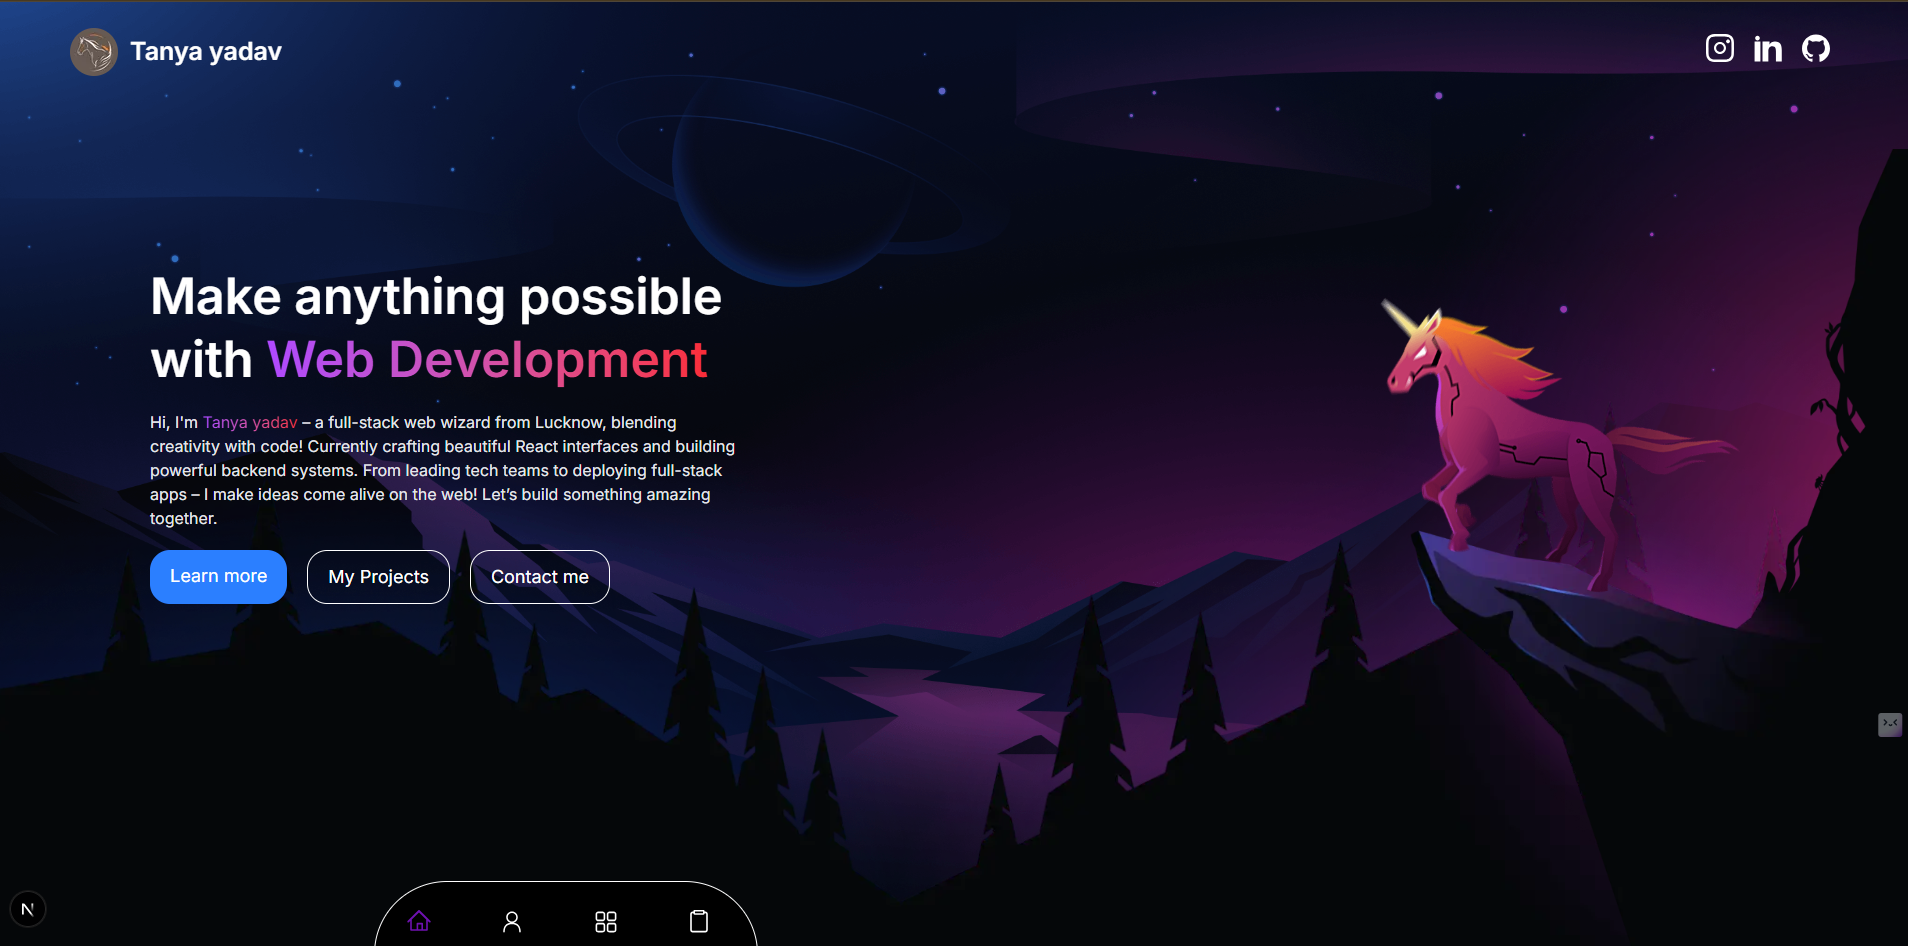 Tanya yadav
Make anything possible
with Web Development
Hi, I'm Tanya yadav – a full-stack web wizard from Lucknow, blending
creativity with code! Currently crafting beautiful React interfaces and building
powerful backend systems. From leading tech teams to deploying full-stack
apps – I make ideas come alive on the web! Let’s build something amazing
together.
Learn more
My Projects
Contact me
N